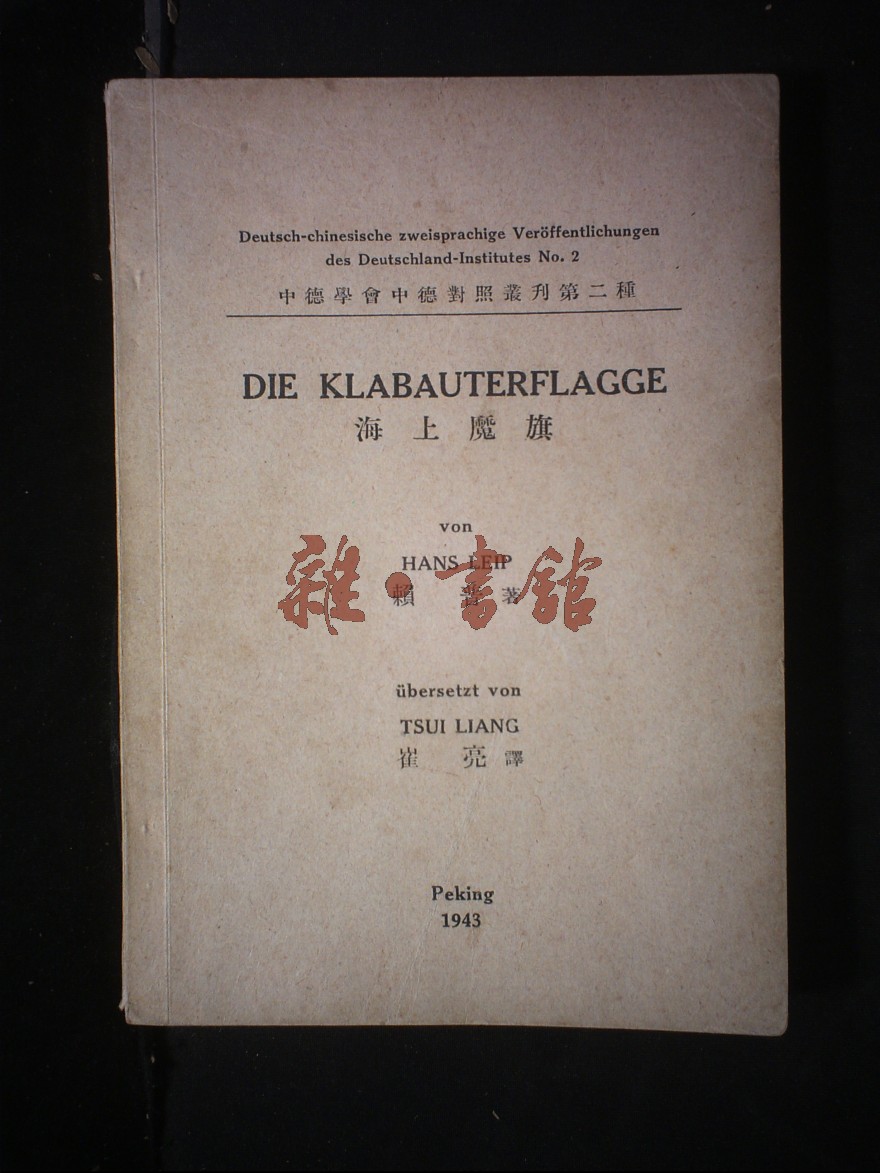 Deutsch-chinesische zweisprachige Veröffentlichungen
des Deutschland-Institutes No. 2
中德學會中德對照叢刊第二種
DIE KLABAUTERFLAGGE
海上魔旗
von
HANS LEIP
賴普著
雜·書館
übersetzt von
TSUI LIANG
崔亮譯
Peking
1943